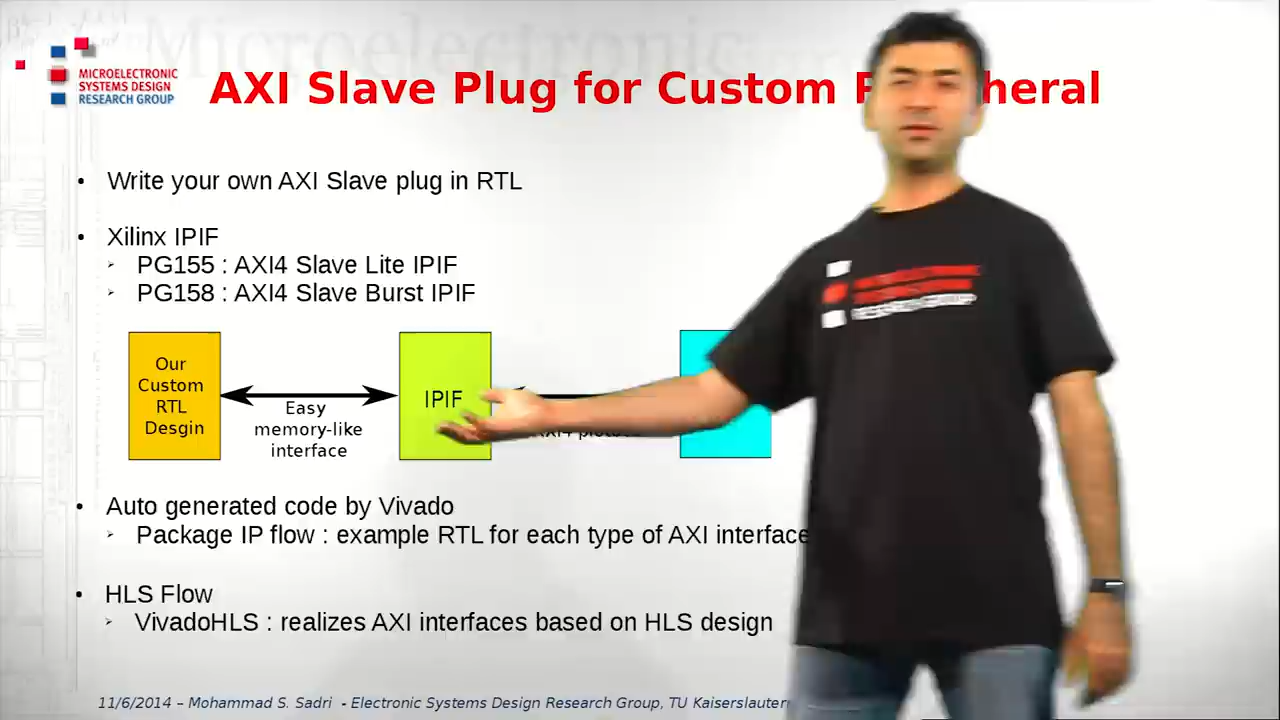 Microelectronic
MICROELECTRONIC
SYSTEMS DESIGN
RESEARCH GROUP
AXI Slave Plug for Custom P heral
• Write your own AXI Slave plug in RTL
• Xilinx IPIF
PG155 : AXI4 Slave Lite IPIF
PG158 : AXI4 Slave Burst IPIF
Our
Custom
RTL
Desgin
Easy
memory-like
interface
IPIF
• Auto generated code by Vivado
Package IP flow : example RTL for each type of AXI interface
• HLS Flow
VivadoHLS : realizes AXI interfaces based on HLS design
11/6/2014 – Mohammad S. Sadri - Electronic Systems Design Research Group, TU Kaiserslautern